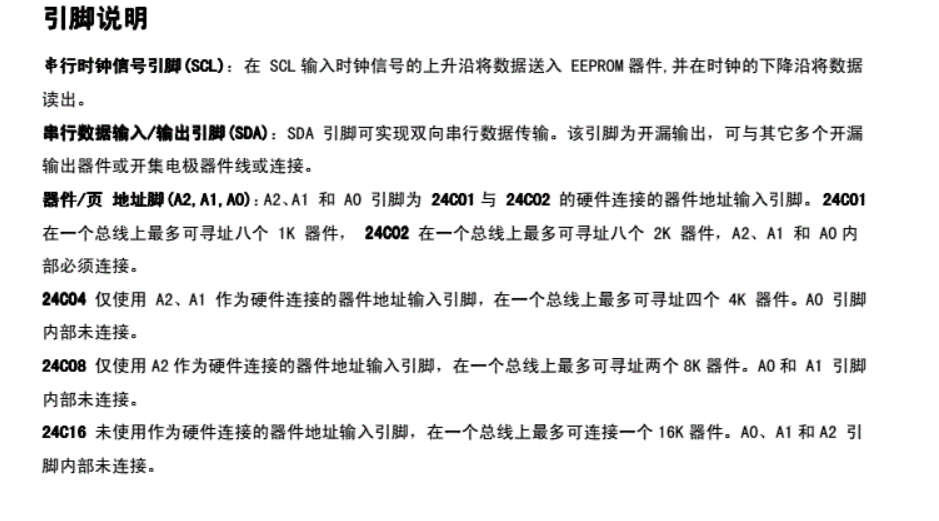 引脚说明
串行时钟信号引脚(SCL)：在 SCL 输入时钟信号的上升沿将数据送入 EEPROM 器件,并在时钟的下降沿将数据
读出。
串行数据输入/输出引脚(SDA)：SDA 引脚可实现双向串行数据传输。该引脚为开漏输出，可与其它多个开漏
输出器件或开集电极器件线或连接。
器件/页 地址脚(A2,A1,A0)：A2、A1 和 A0 引脚为 24C01 与 24C02 的硬件连接的器件地址输入引脚。24C01
在一个总线上最多可寻址八个 1K 器件， 24C02 在一个总线上最多可寻址八个 2K 器件，A2、A1 和 A0 内
部必须连接。
24C04 仅使用 A2、A1 作为硬件连接的器件地址输入引脚，在一个总线上最多可寻址四个 4K 器件。A0 引脚
内部未连接。
24C08 仅使用 A2 作为硬件连接的器件地址输入引脚，在一个总线上最多可寻址两个 8K 器件。A0 和 A1 引脚
内部未连接。
24C16 未使用作为硬件连接的器件地址输入引脚，在一个总线上最多可连接一个 16K 器件。A0、A1 和 A2 引
脚内部未连接。